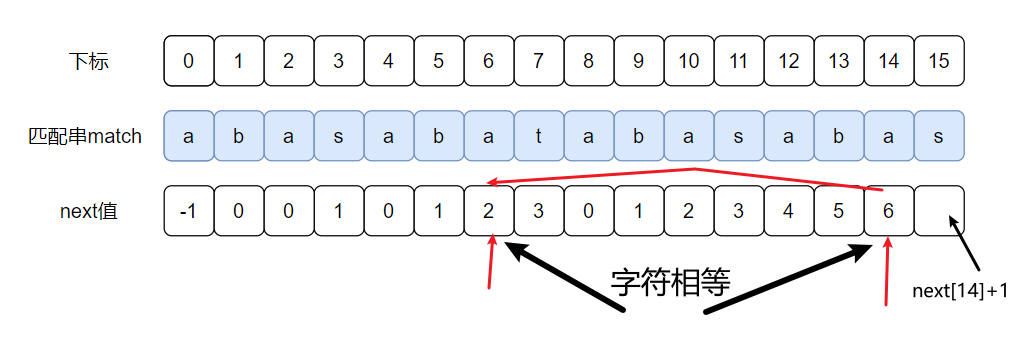 下标 0 1 2 3 4 5 6 7 8 9 10 11 12 13 14 15
匹配串match a b a s a b a t a b a s a b a s
next值 -1 0 0 1 0 1 2 3 0 1 2 3 4 5 6
字符相等
next[14]+1